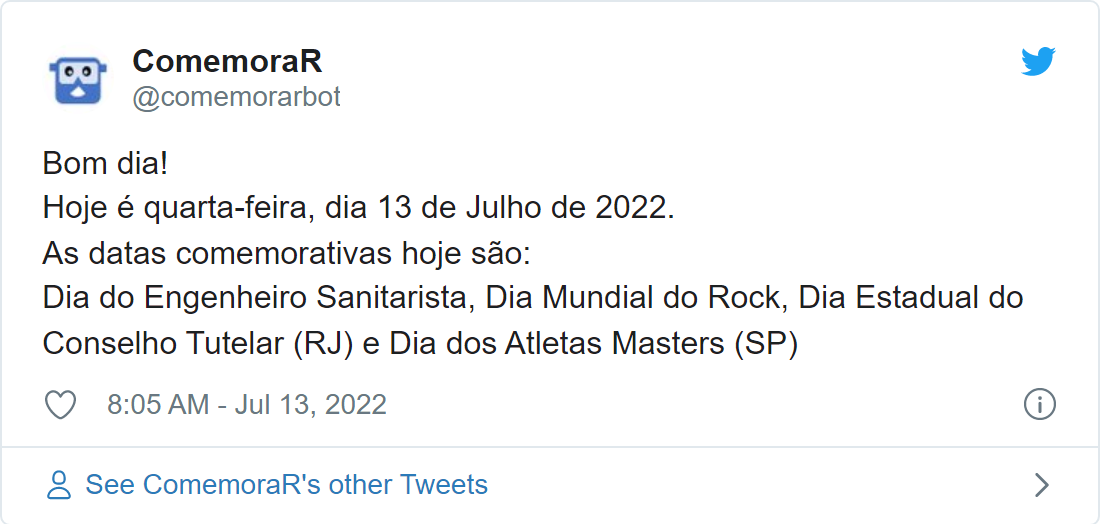 ComemoraR
@comemorarbot
Bom dia!
Hoje é quarta-feira, dia 13 de Julho de 2022.
As datas comemorativas hoje são:
Dia do Engenheiro Sanitarista, Dia Mundial do Rock, Dia Estadual do
Conselho Tutelar (RJ) e Dia dos Atletas Masters (SP)
8:05 AM - Jul 13, 2022
See ComemoraR's other Tweets